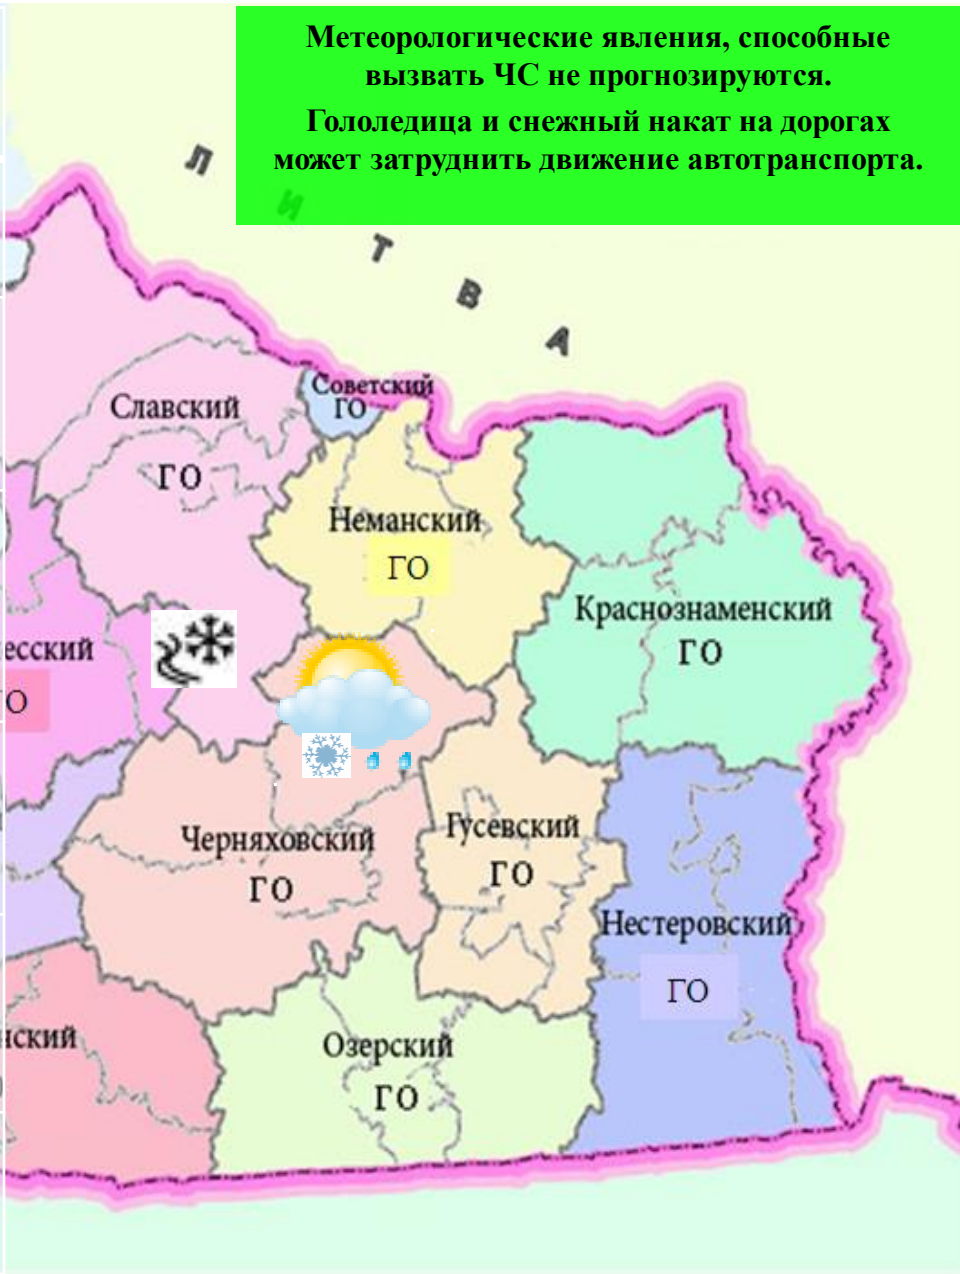 Метеорологические явления, способные
вызвать ЧС не прогнозируются.
Гололедица и снежный накат на дорогах
может затруднить движение автотранспорта.
ЛИТВА
Советский
ГО
Славский
ГО
Неманский
ГО
Краснознаменский
ГО
есский
О
Черняховский
ГО
Гусевский
ГО
Нестеровский
ГО
нский
Озерский
ГО